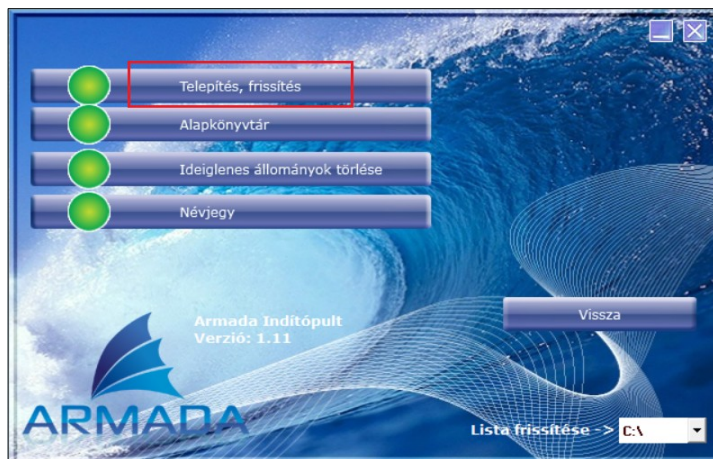 Telepítés, frissítés
Alapkönyvtár
Ideiglenes állományok törlése
Névjegy
Armada Indítópult
Verzió: 1.11
Vissza
ARMADA
Lista frissítése -> C:\